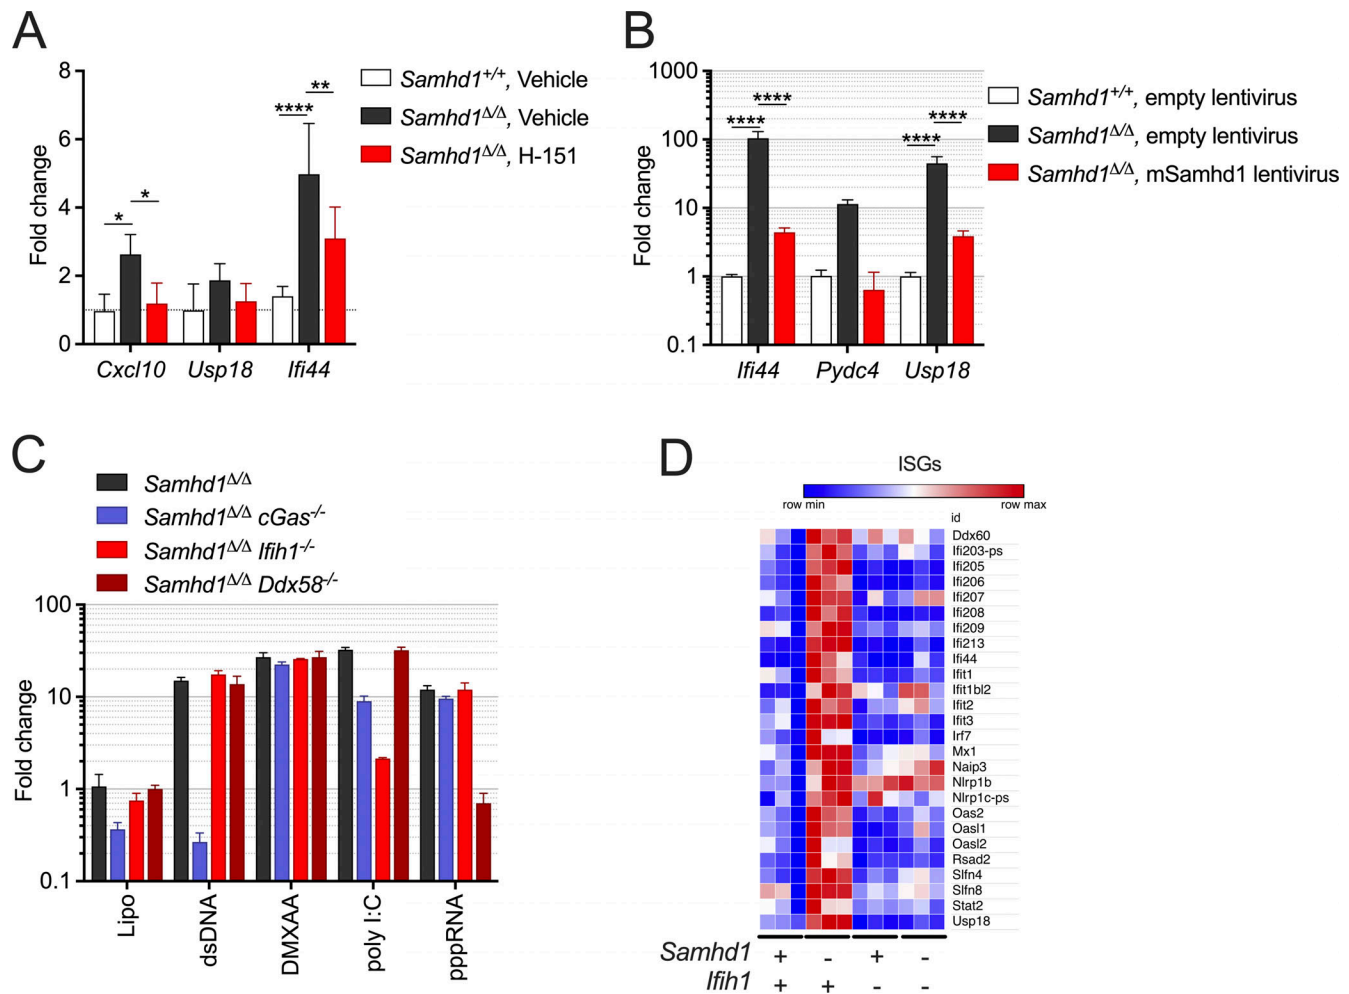 A
8
6
4
2
0
Fold change
Cxcl10 Usp18 Ifi44
* * **** **
Samhd1+/+, Vehicle
Samhd1Δ/Δ, Vehicle
Samhd1Δ/Δ, H-151
B
1000
100
10
1
0.1
Fold change
Ifi44 Pydc4 Usp18
**** **** **** ****
Samhd1+/+, empty lentivirus
Samhd1Δ/Δ, empty lentivirus
Samhd1Δ/Δ, mSamhd1 lentivirus
C
Samhd1Δ/Δ
Samhd1Δ/Δ cGas-/-
Samhd1Δ/Δ Ifih1-/-
Samhd1Δ/Δ Ddx58-/-
100
10
1
0.1
Fold change
Lipo
dsDNA
DMXAA
poly I:C
pppRNA
D
ISGs
row min row max
id
Ddx60
Ifi203-ps
Ifi205
Ifi206
Ifi207
Ifi208
Ifi209
Ifi213
Ifi44
Ifit1
Ifit1bl2
Ifit2
Ifit3
Irf7
Mx1
Naip3
Nlrp1b
Nlrp1c-ps
Oas2
Oasl1
Oasl2
Rsad2
Slfn4
Slfn8
Stat2
Usp18
Samhd1 + - + -
Ifih1 + + - -